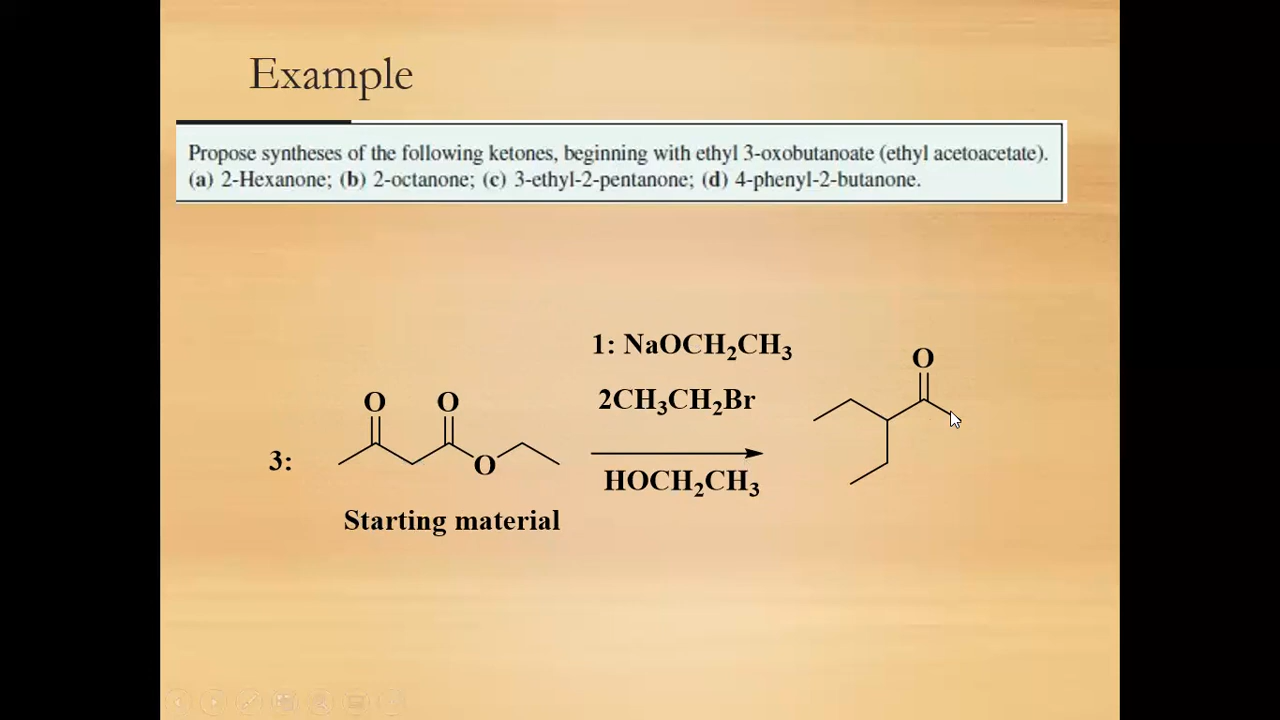 Example
Propose syntheses of the following ketones, beginning with ethyl 3-oxobutanoate (ethyl acetoacetate).
(a) 2-Hexanone; (b) 2-octanone; (c) 3-ethyl-2-pentanone; (d) 4-phenyl-2-butanone.
1: NaOCH₂CH₃
2CH₃CH₂Br
HOCH₂CH₃
3:
O O
O
Starting material
O